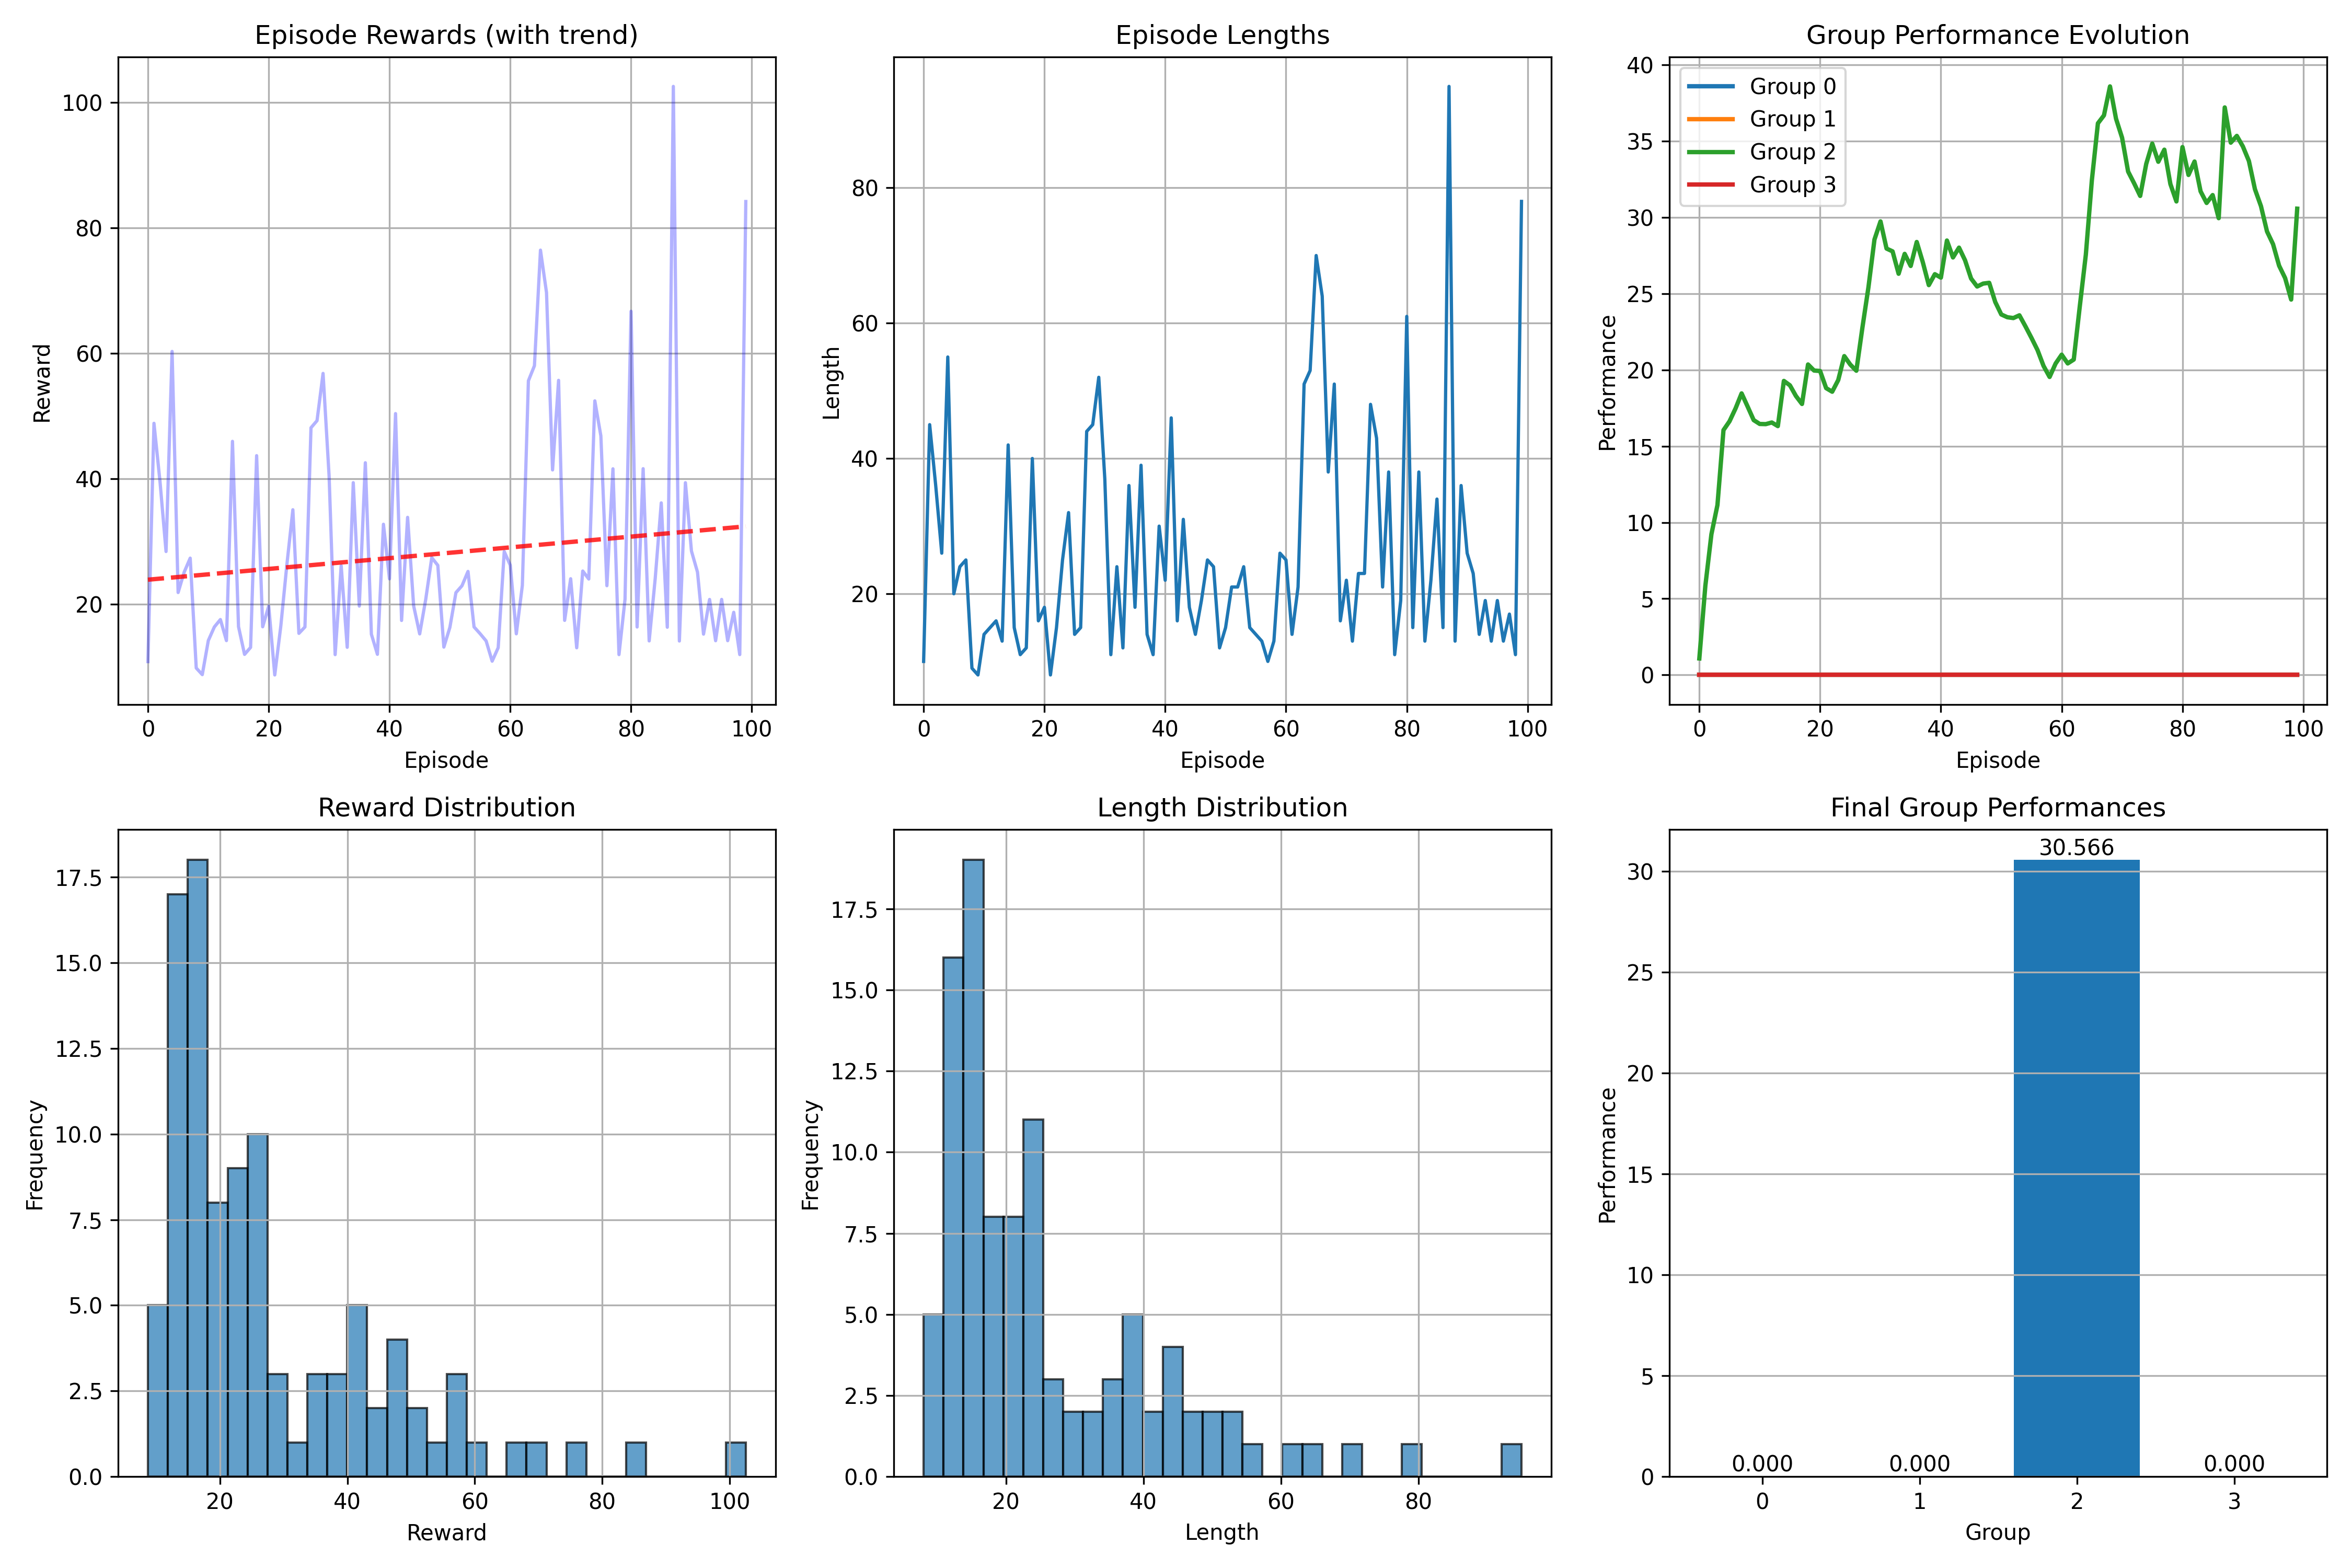 Episode Rewards (with trend)
Reward
100
80
60
40
20
0 20 40 60 80 100
Episode
Episode Lengths
Length
80
60
40
20
0 20 40 60 80 100
Episode
Group Performance Evolution
Group 0
Group 1
Group 2
Group 3
Performance
40
35
30
25
20
15
10
5
0
0 20 40 60 80 100
Episode
Reward Distribution
Frequency
17.5
15.0
12.5
10.0
7.5
5.0
2.5
0.0
20 40 60 80 100
Reward
Length Distribution
Frequency
17.5
15.0
12.5
10.0
7.5
5.0
2.5
0.0
20 40 60 80
Length
Final Group Performances
Performance
30
25
20
15
10
5
0
0.000 0.000 30.566 0.000
0 1 2 3
Group